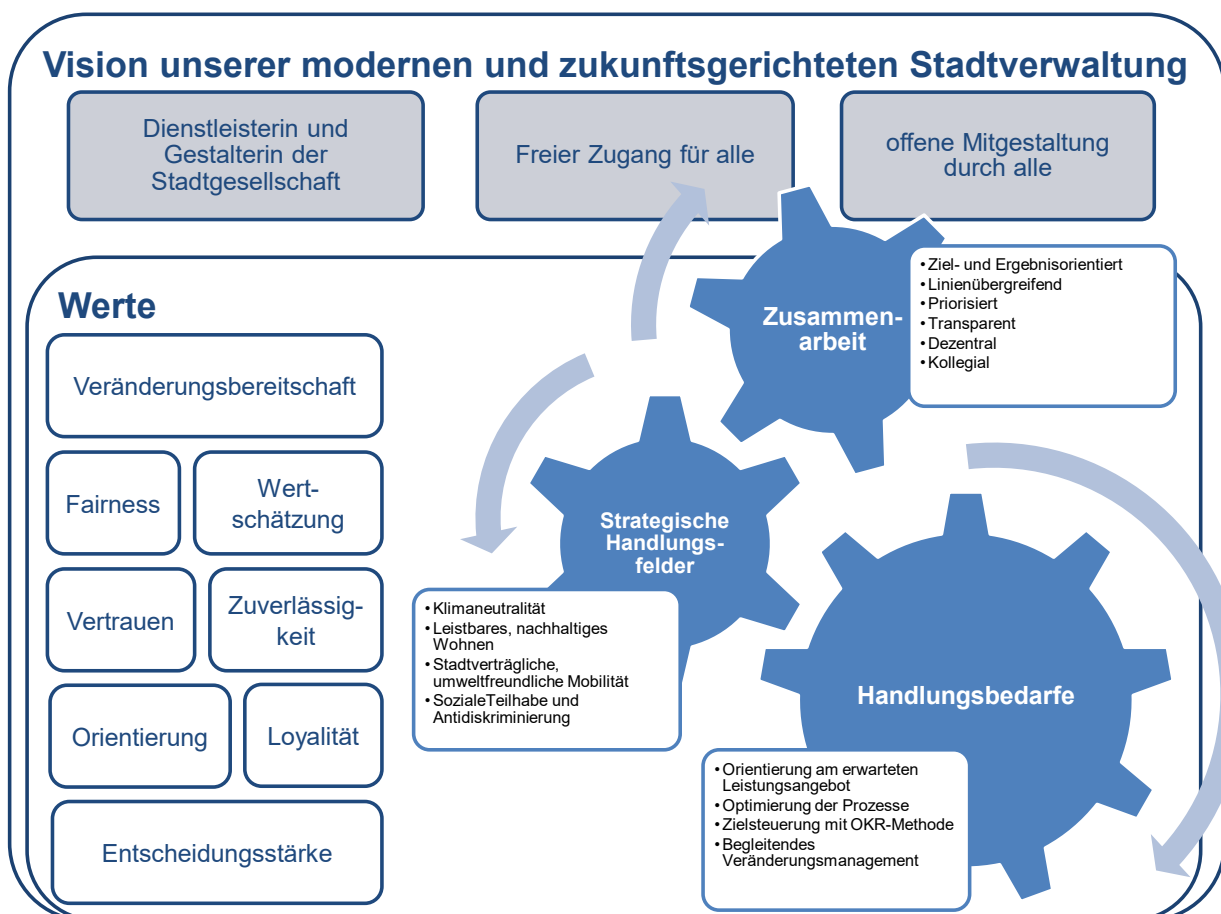 Vision unserer modernen und zukunftsgerichteten Stadtverwaltung
Dienstleisterin und
Gestalterin der
Stadtgesellschaft
Freier Zugang für alle
offene Mitgestaltung
durch alle
Werte
Veränderungsbereitschaft
Fairness
Wert-
schätzung
Vertrauen
Zuverlässig-
keit
Orientierung
Loyalität
Entscheidungsstärke
Zusammen-
arbeit
• Ziel- und Ergebnisorientiert
• Linienübergreifend
• Priorisiert
• Transparent
• Dezentral
• Kollegial
Strategische
Handlungs-
felder
• Klimaneutralität
• Leistbares, nachhaltiges
Wohnen
• Stadtverträgliche,
umweltfreundliche Mobilität
• SozialeTeilhabe und
Antidiskriminierung
Handlungsbedarfe
• Orientierung am erwarteten
Leistungsangebot
• Optimierung der Prozesse
• Zielsteuerung mit OKR-Methode
• Begleitendes
Veränderungsmanagement